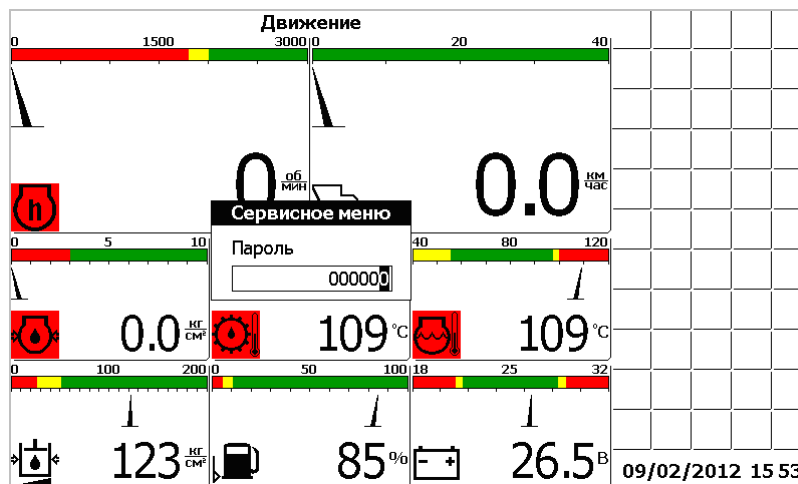 Движение
0 1500 3000 0 20 40
0 об/мин 0.0 км/час
h
Сервисное меню
Пароль
000000
0 5 10 40 80 120
0.0 кг/см² 109 °C 109 °C
0 100 200 0 50 100 18 25 32
123 кг/см² 85 % 26.5 В
09/02/2012 15 53